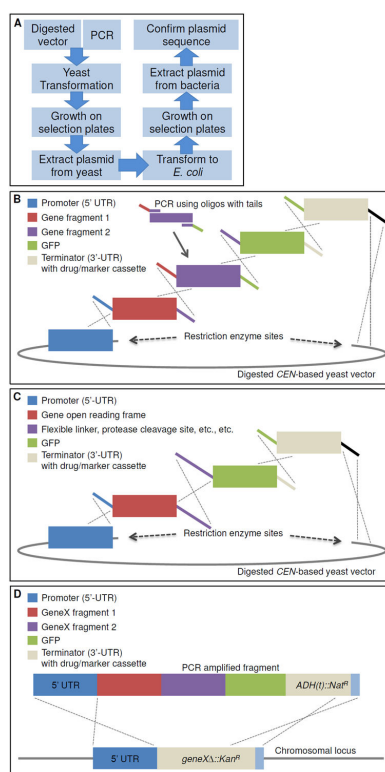 A
Digested
vector
PCR
Confirm plasmid
sequence
Yeast
Transformation
Extract plasmid
from bacteria
Growth on
selection plates
Growth on
selection plates
Extract plasmid
from yeast
Transform to
E. coli
B
Promoter (5' UTR)
Gene fragment 1
Gene fragment 2
GFP
Terminator (3'-UTR)
with drug/marker cassette
PCR using oligos with tails
Restriction enzyme sites
Digested CEN-based yeast vector
C
Promoter (5'-UTR)
Gene open reading frame
Flexible linker, protease cleavage site, etc., etc.
GFP
Terminator (3'-UTR)
with drug/marker cassette
Restriction enzyme sites
Digested CEN-based yeast vector
D
Promoter (5'-UTR)
GeneX fragment 1
GeneX fragment 2
GFP
Terminator (3'-UTR)
with drug/marker cassette
PCR amplified fragment
5' UTR
ADH(t)::Natᴿ
Chromosomal locus
5' UTR
geneXΔ::Kanᴿ